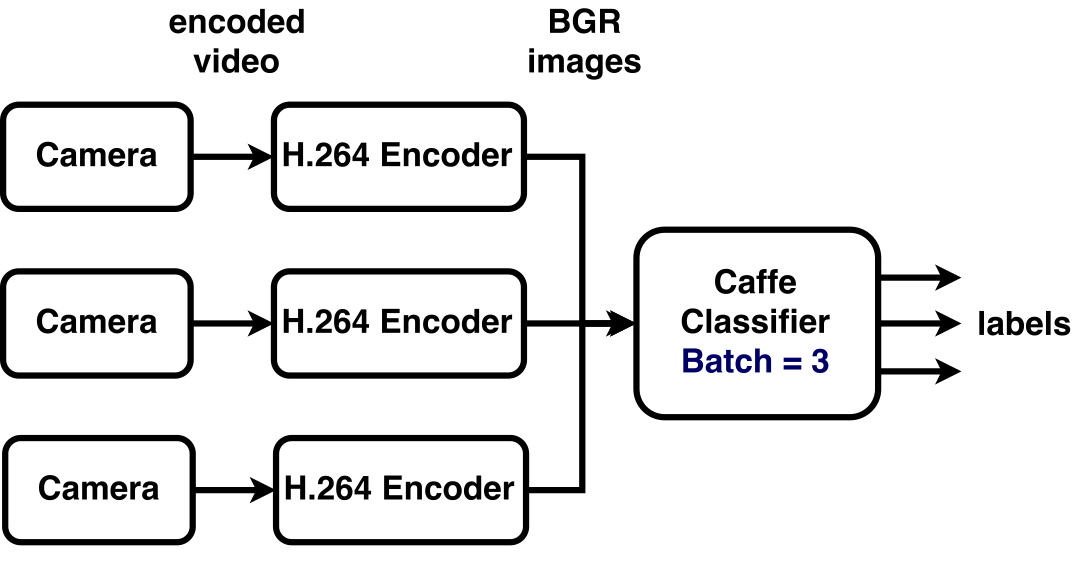 encoded
video
BGR
images
Camera
H.264 Encoder
Camera
H.264 Encoder
Caffe
Classifier
Batch = 3
labels
Camera
H.264 Encoder